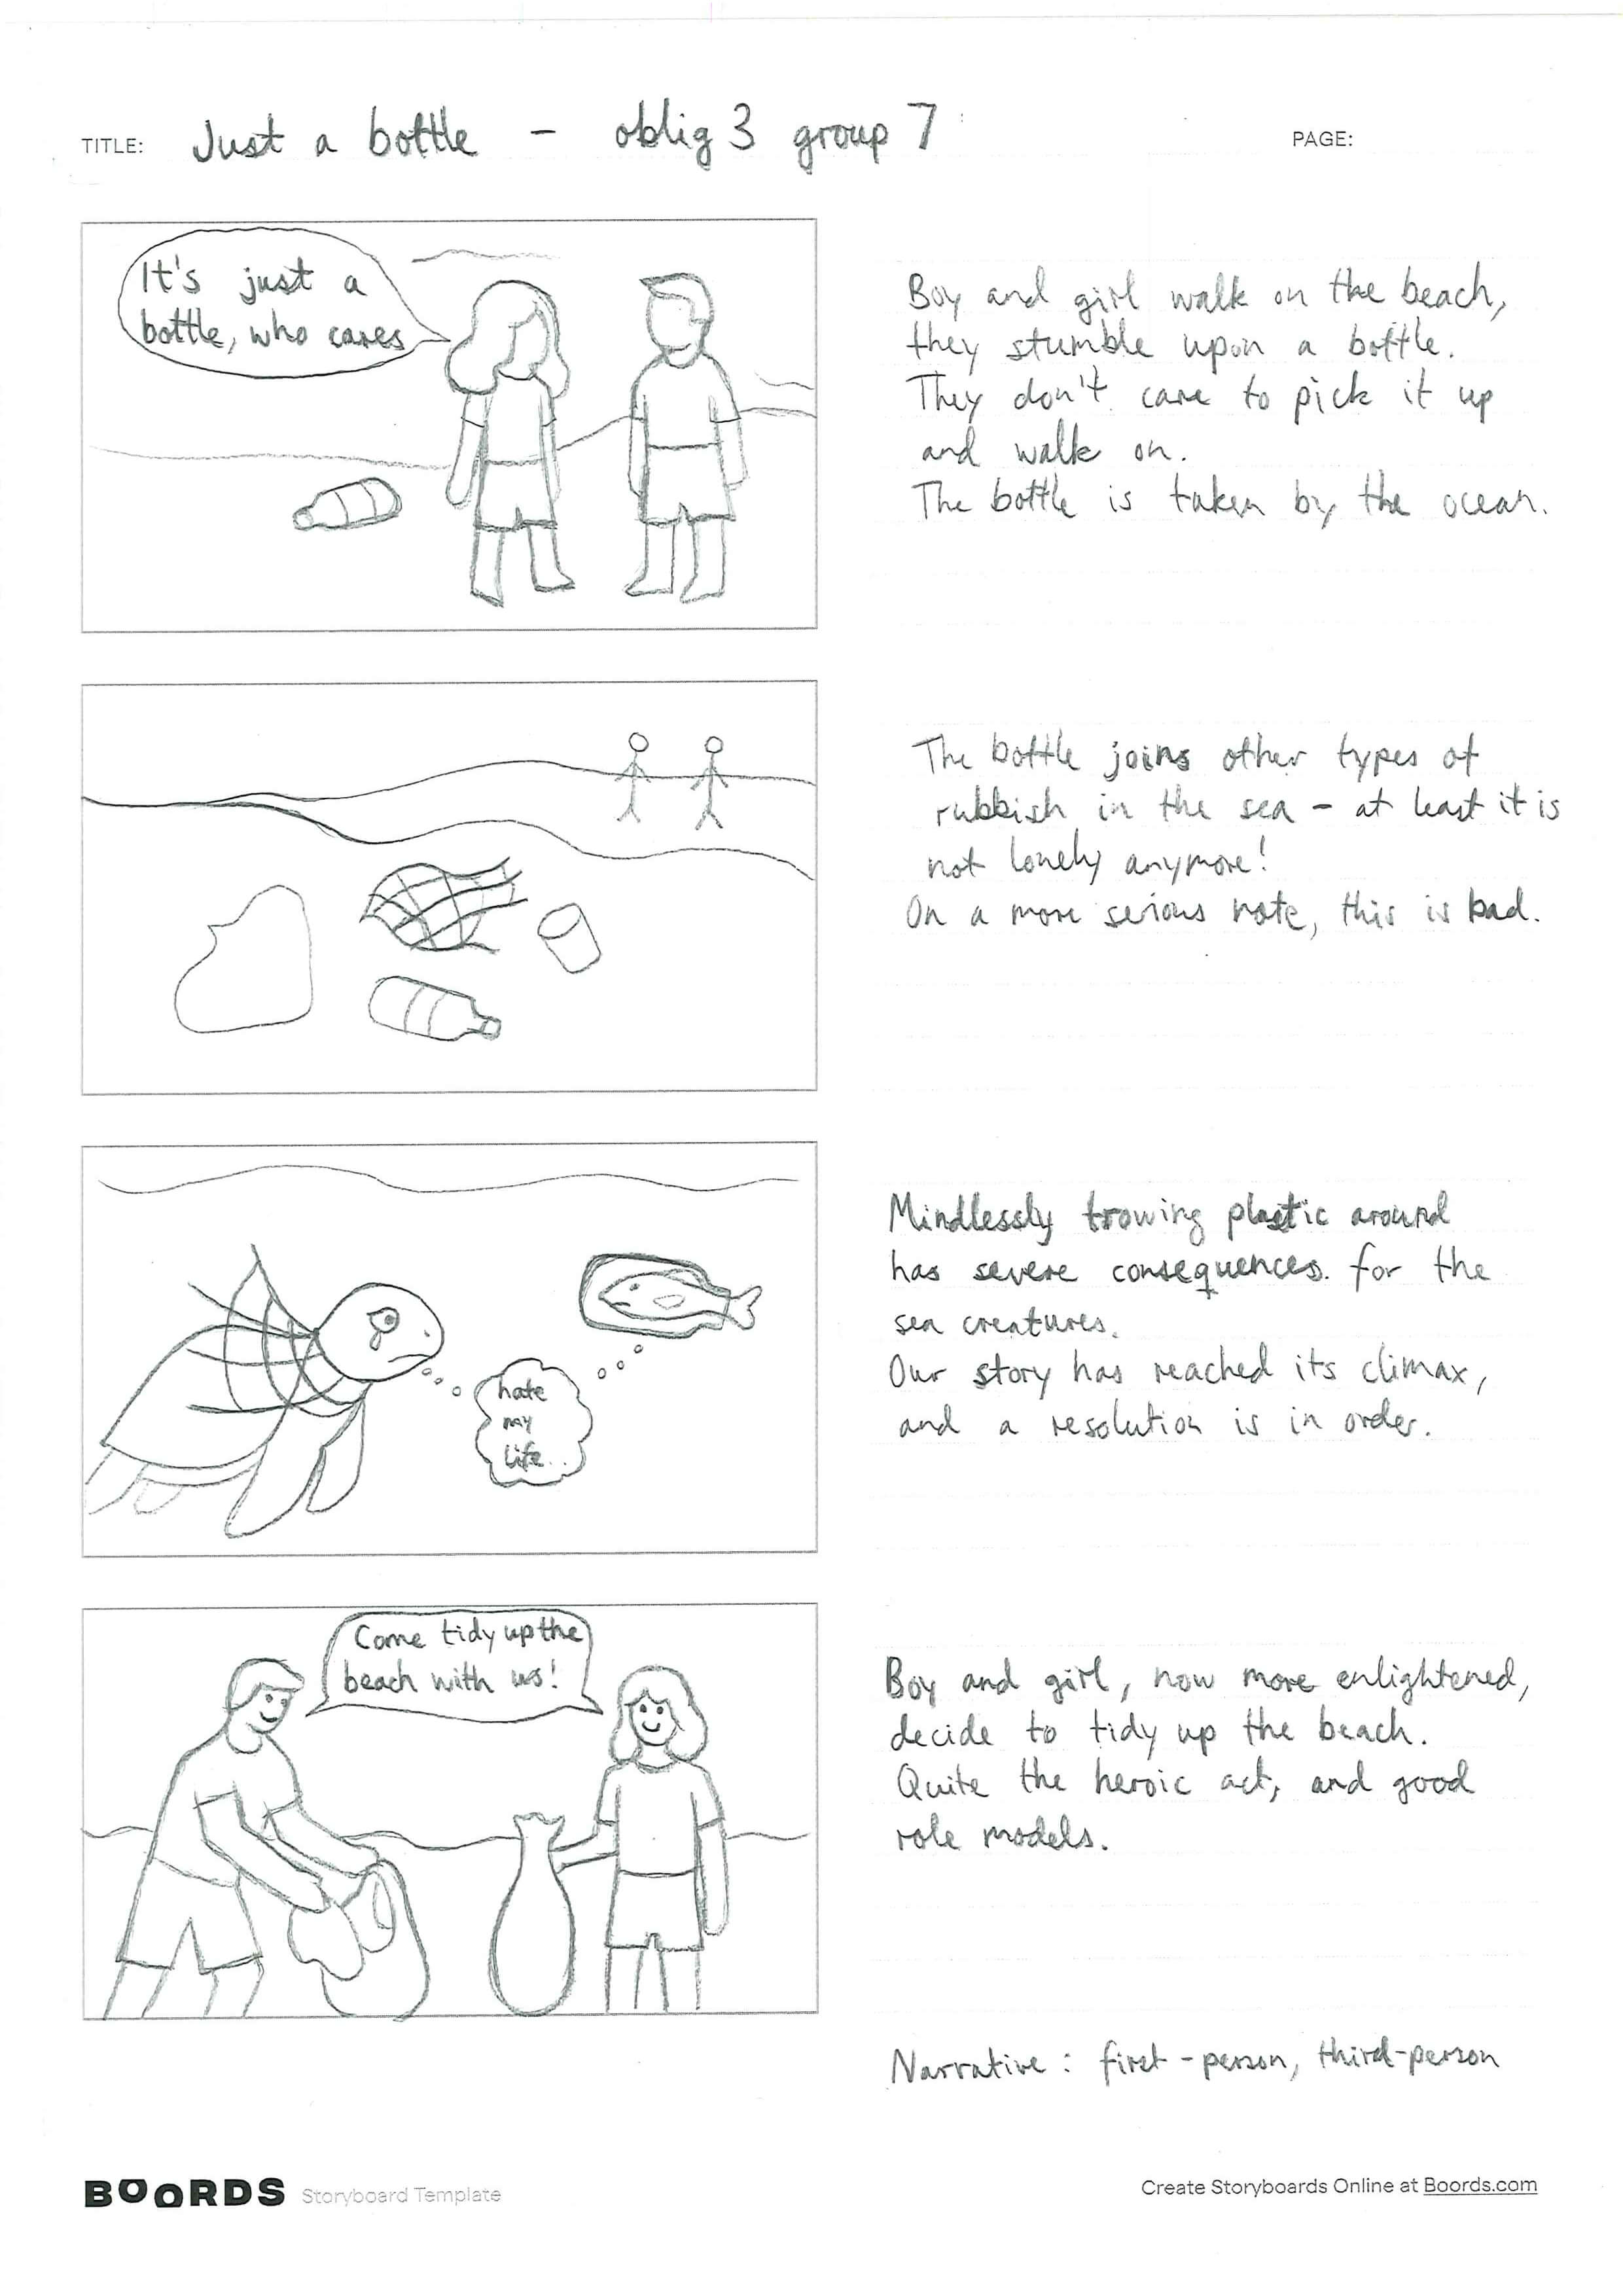 TITLE: Just a bottle - oblig 3 group 7
PAGE:
It's just a
bottle, who cares
Boy and girl walk on the beach,
they stumble upon a bottle.
They don't care to pick it up
and walk on.
The bottle is taken by the ocean.
The bottle joins other types of
rubbish in the sea - at least it is
not lonely anymore!
On a more serious note, this is bad.
hate
my
life..
Mindlessly trowing plastic around
has severe consequences. for the
sea creatures.
Our story has reached its climax,
and a resolution is in order.
Come tidy up the
beach with us!
Boy and girl, now more enlightened,
decide to tidy up the beach.
Quite the heroic act, and good
role models.
Narrative: first-person, third-person
BOORDS Storyboard Template
Create Storyboards Online at Boords.com